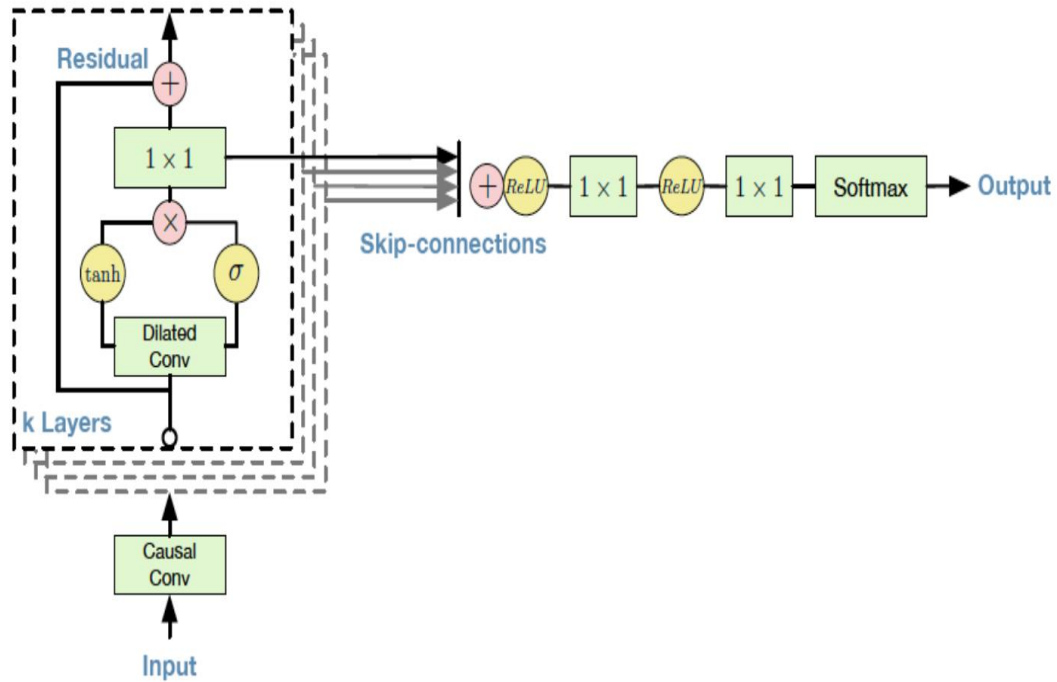 Residual
+
1 × 1
×
tanh
σ
Dilated
Conv
k Layers
Causal
Conv
Input
+
ReLU
1 × 1
ReLU
1 × 1
Softmax
Output
Skip-connections